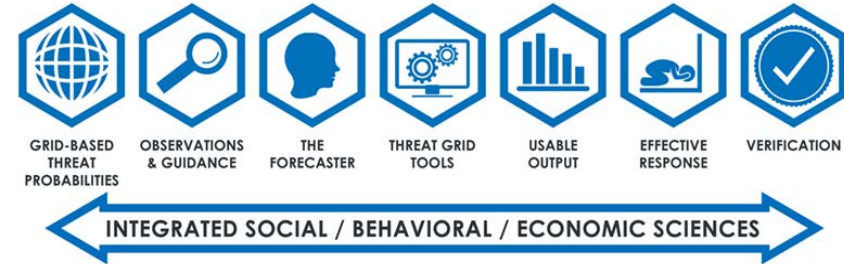 GRID-BASED
THREAT
PROBABILITIES
OBSERVATIONS
& GUIDANCE
THE
FORECASTER
THREAT GRID
TOOLS
USABLE
OUTPUT
EFFECTIVE
RESPONSE
VERIFICATION
INTEGRATED SOCIAL / BEHAVIORAL / ECONOMIC SCIENCES